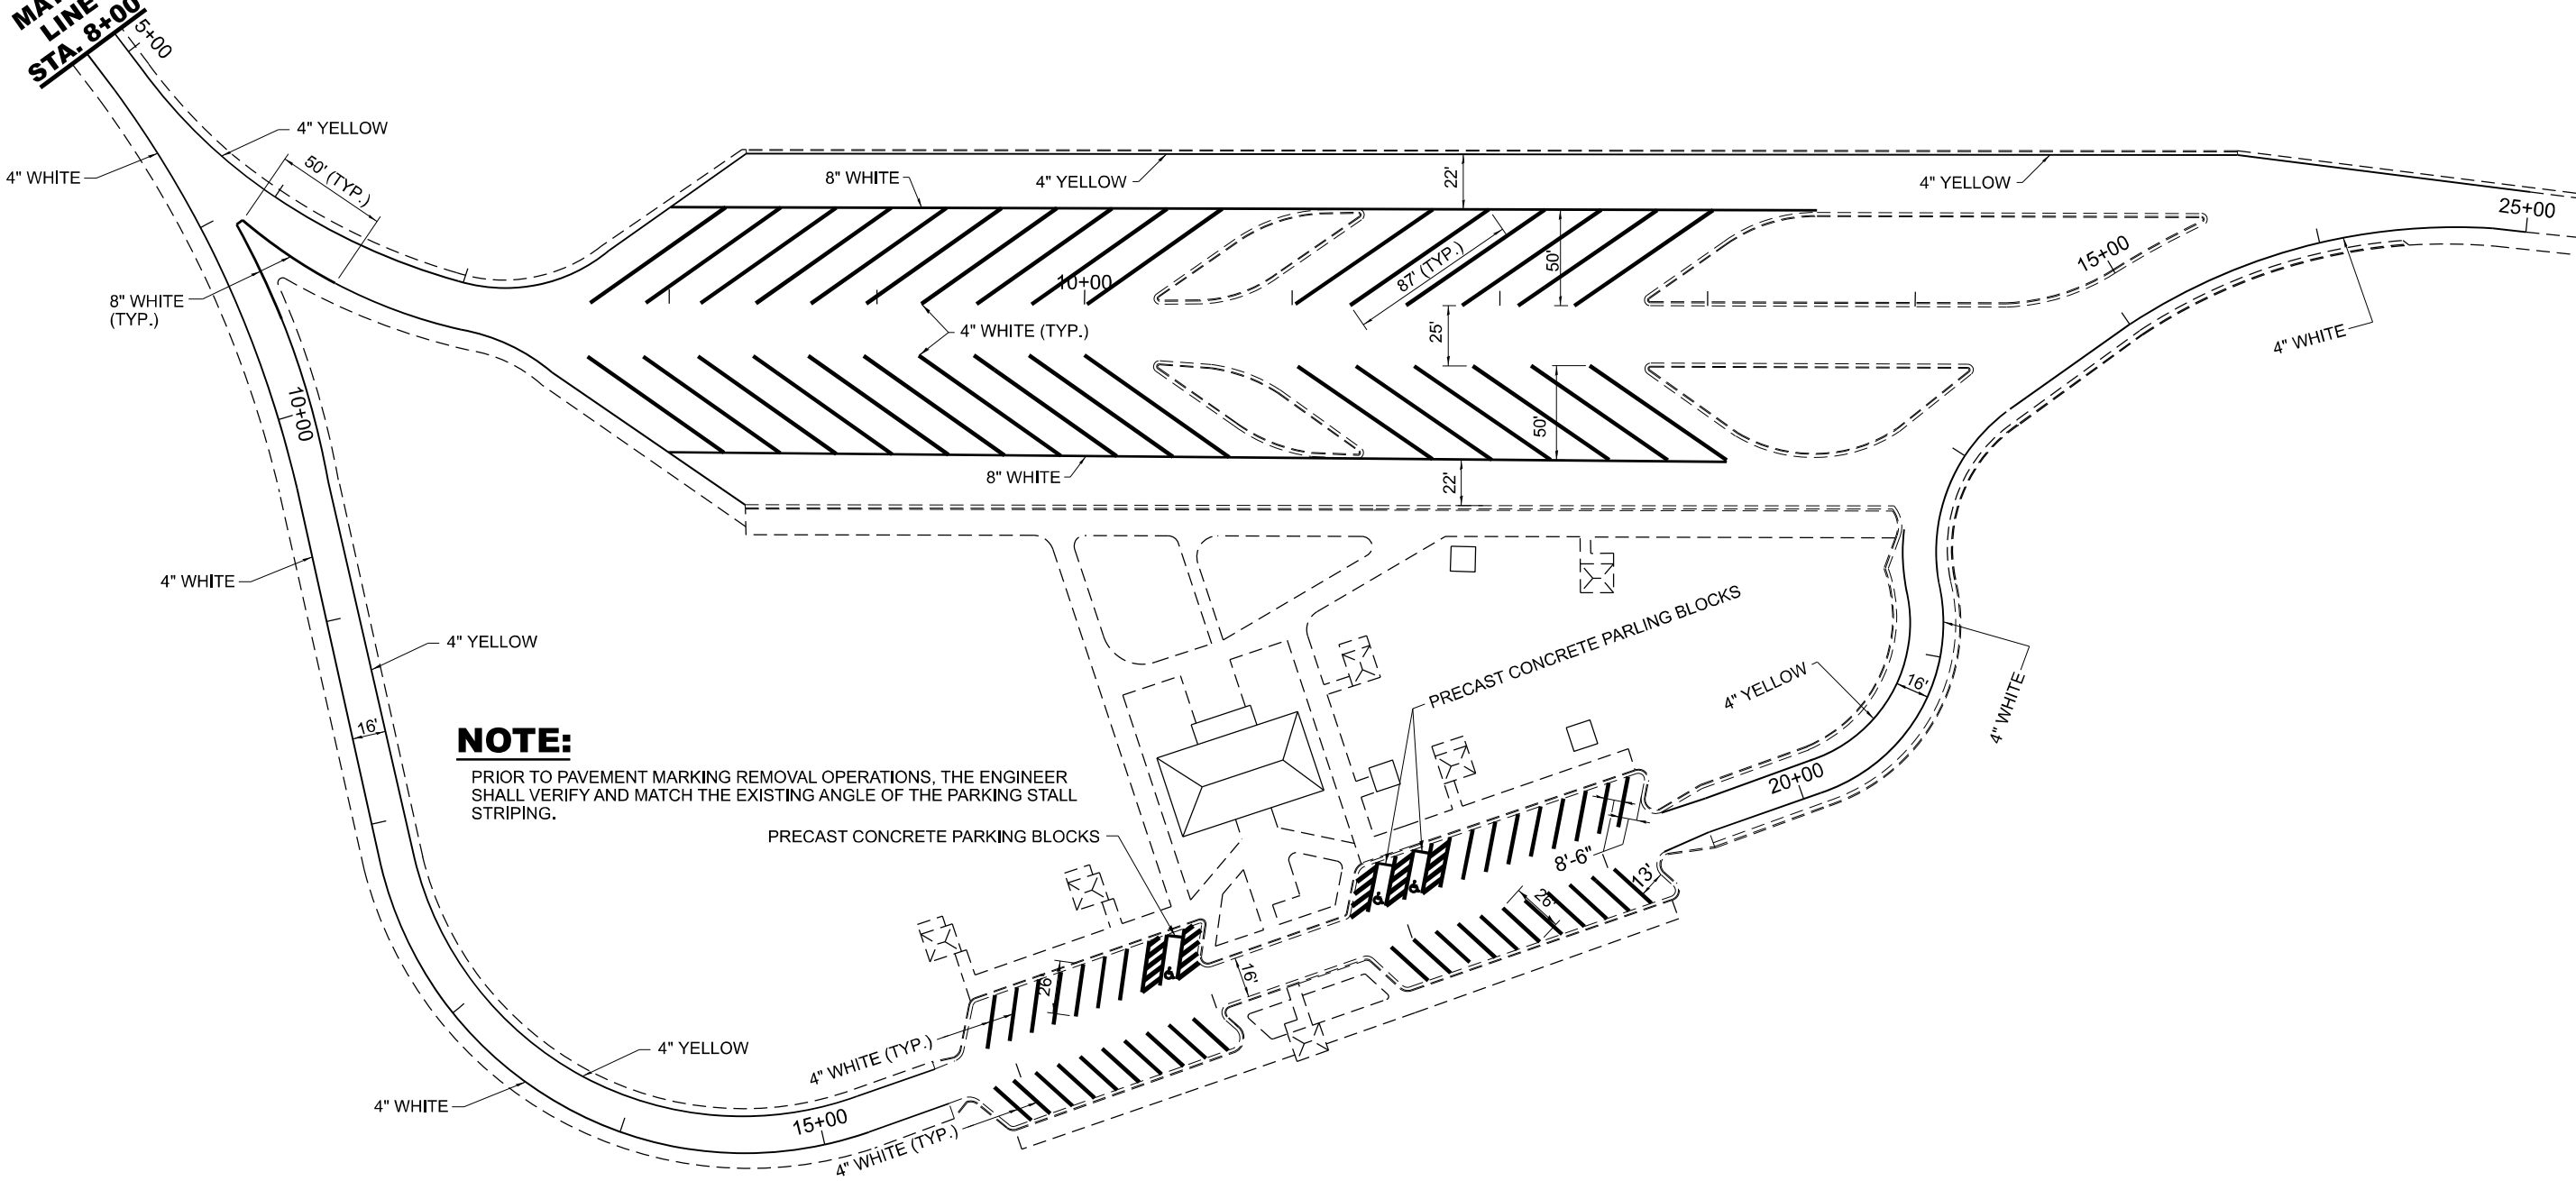 LINE
STA. 8+00
5+00
4" YELLOW
50' (TYP.)
4" WHITE
8" WHITE
4" YELLOW
22'
4" YELLOW
25+00
15+00
8" WHITE
(TYP.)
10+00
87' (TYP.)
50'
4" WHITE (TYP.)
25'
4" WHITE
10+00
50'
8" WHITE
22'
4" WHITE
4" YELLOW
PRECAST CONCRETE PARLING BLOCKS
4" YELLOW
16'
4" WHITE
16'
NOTE:
PRIOR TO PAVEMENT MARKING REMOVAL OPERATIONS, THE ENGINEER
SHALL VERIFY AND MATCH THE EXISTING ANGLE OF THE PARKING STALL
STRIPING.
20+00
PRECAST CONCRETE PARKING BLOCKS
8'-6"
13'
26'
16'
4" WHITE (TYP.)
4" YELLOW
4" WHITE
15+00
4" WHITE (TYP.)